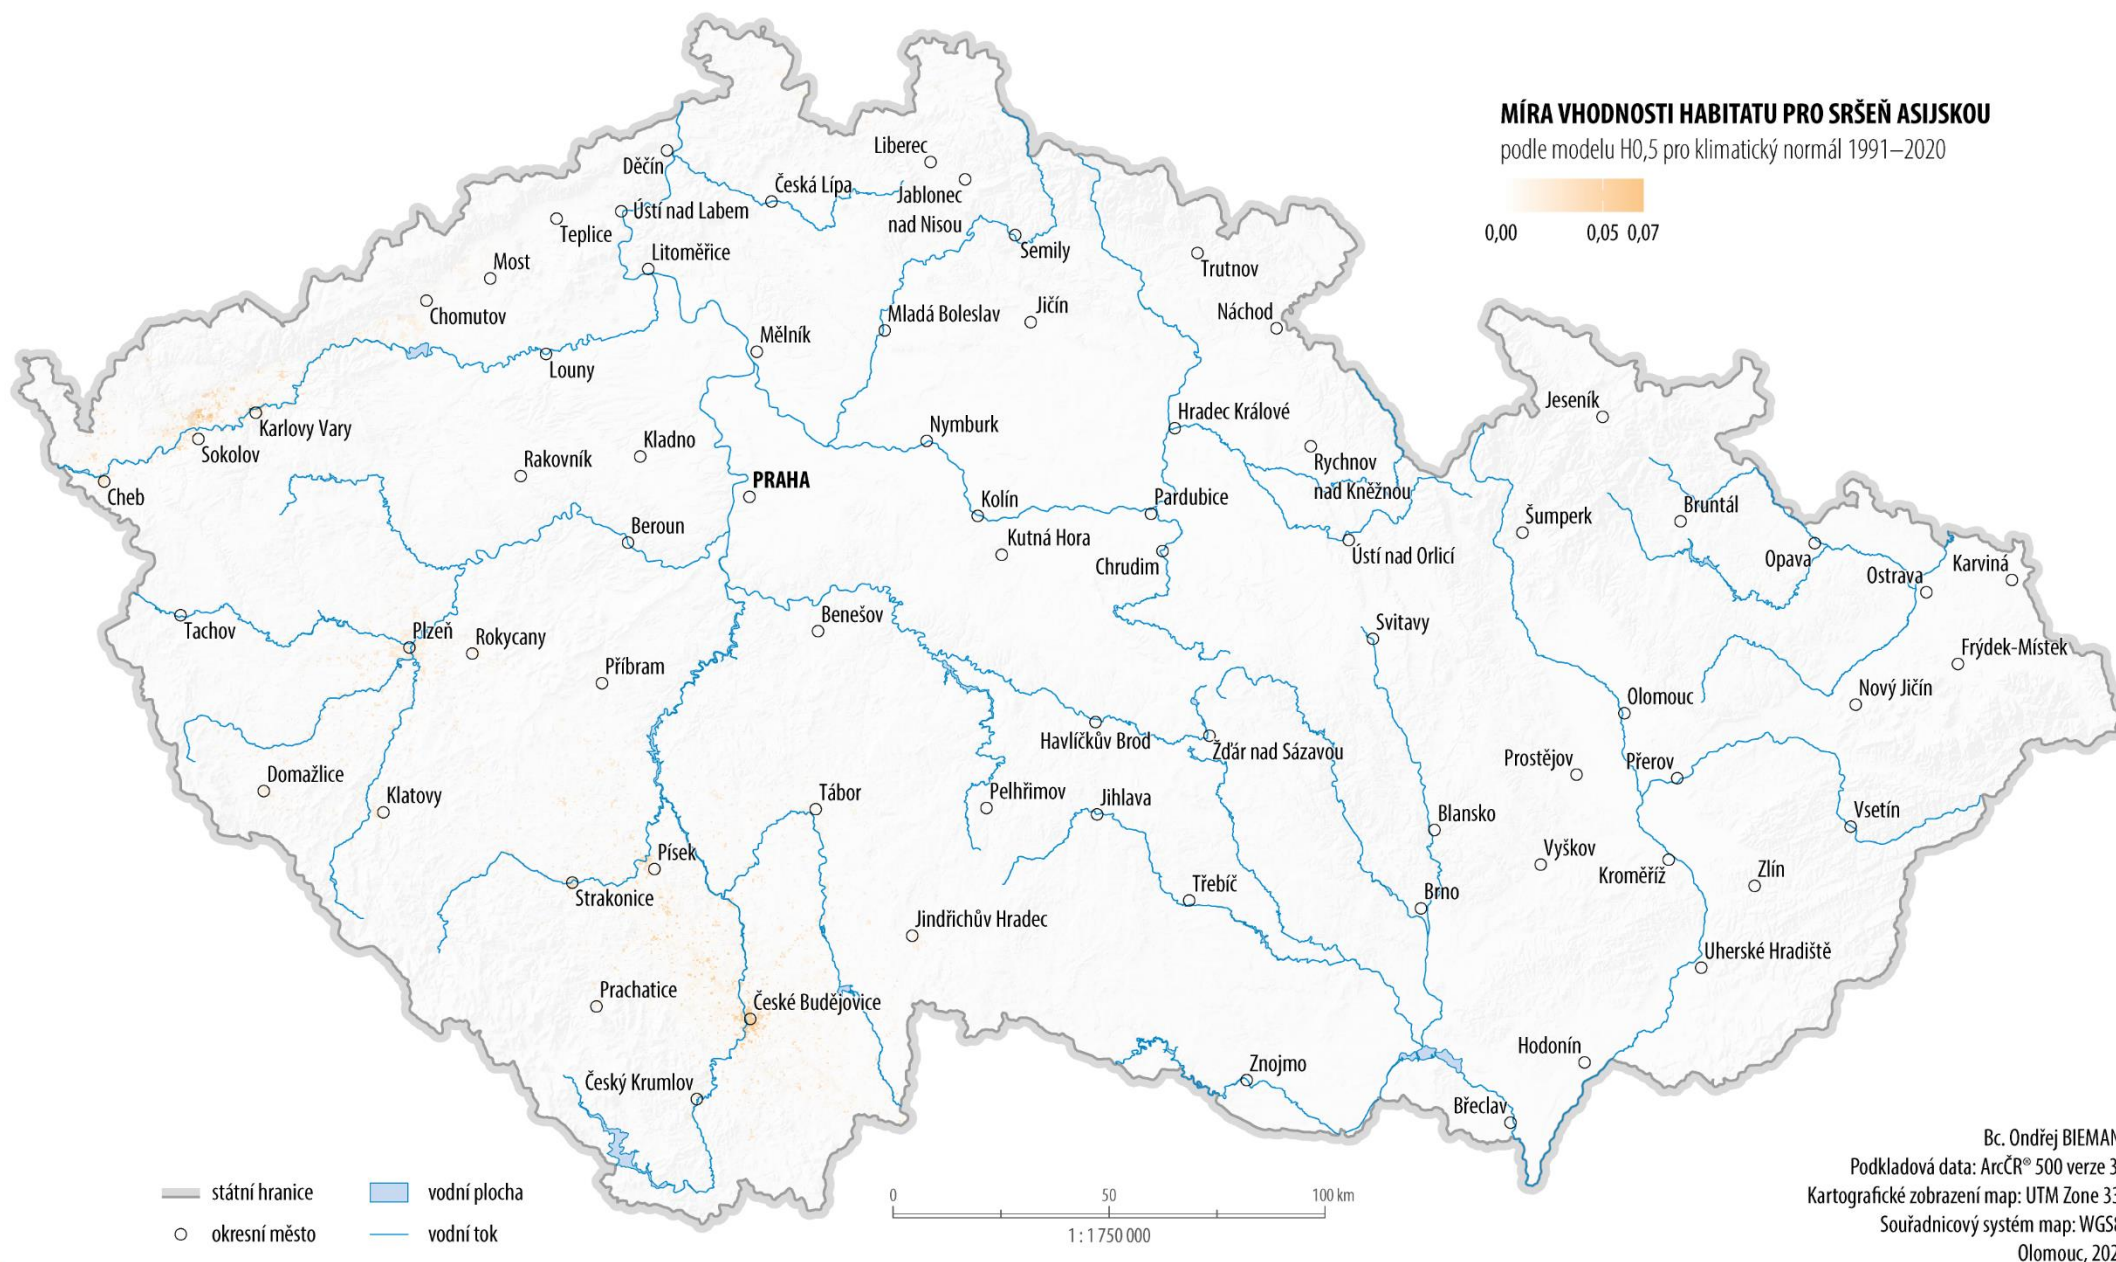 MÍRA VHODNOSTI HABITATU PRO SRŠEŇ ASIJSKOU
podle modelu H0,5 pro klimatický normál 1991–2020
0,00 0,05 0,07
Děčín
Liberec
Česká Lípa
Jablonec
nad Nisou
Ústí nad Labem
Teplice
Semily
Trutnov
Most
Litoměřice
Chomutov
Mladá Boleslav
Jičín
Náchod
Mělník
Louny
Jeseník
Karlovy Vary
Hradec Králové
Nymburk
Kladno
Sokolov
Rakovník
Rychnov
nad Kněžnou
PRAHA
Cheb
Kolín
Pardubice
Bruntál
Šumperk
Beroun
Kutná Hora
Chrudim
Ústí nad Orlicí
Opava
Ostrava
Karviná
Benešov
Svitavy
Tachov
Plzeň
Rokycany
Příbram
Frýdek-Místek
Nový Jičín
Olomouc
Havlíčkův Brod
Žďár nad Sázavou
Prostějov
Přerov
Domažlice
Klatovy
Tábor
Pelhřimov
Jihlava
Blansko
Vsetín
Vyškov
Písek
Kroměříž
Zlín
Strakonice
Třebíč
Brno
Jindřichův Hradec
Uherské Hradiště
Prachatice
České Budějovice
Hodonín
Znojmo
Český Krumlov
Břeclav
státní hranice
vodní plocha
okresní město
vodní tok
0 50 100 km
1 : 1 750 000
Bc. Ondřej
Podkladová data: ArcČR® 500 verze
Kartografické zobrazení map: UTM Zone
Souřadnicový systém map:
Olomouc,